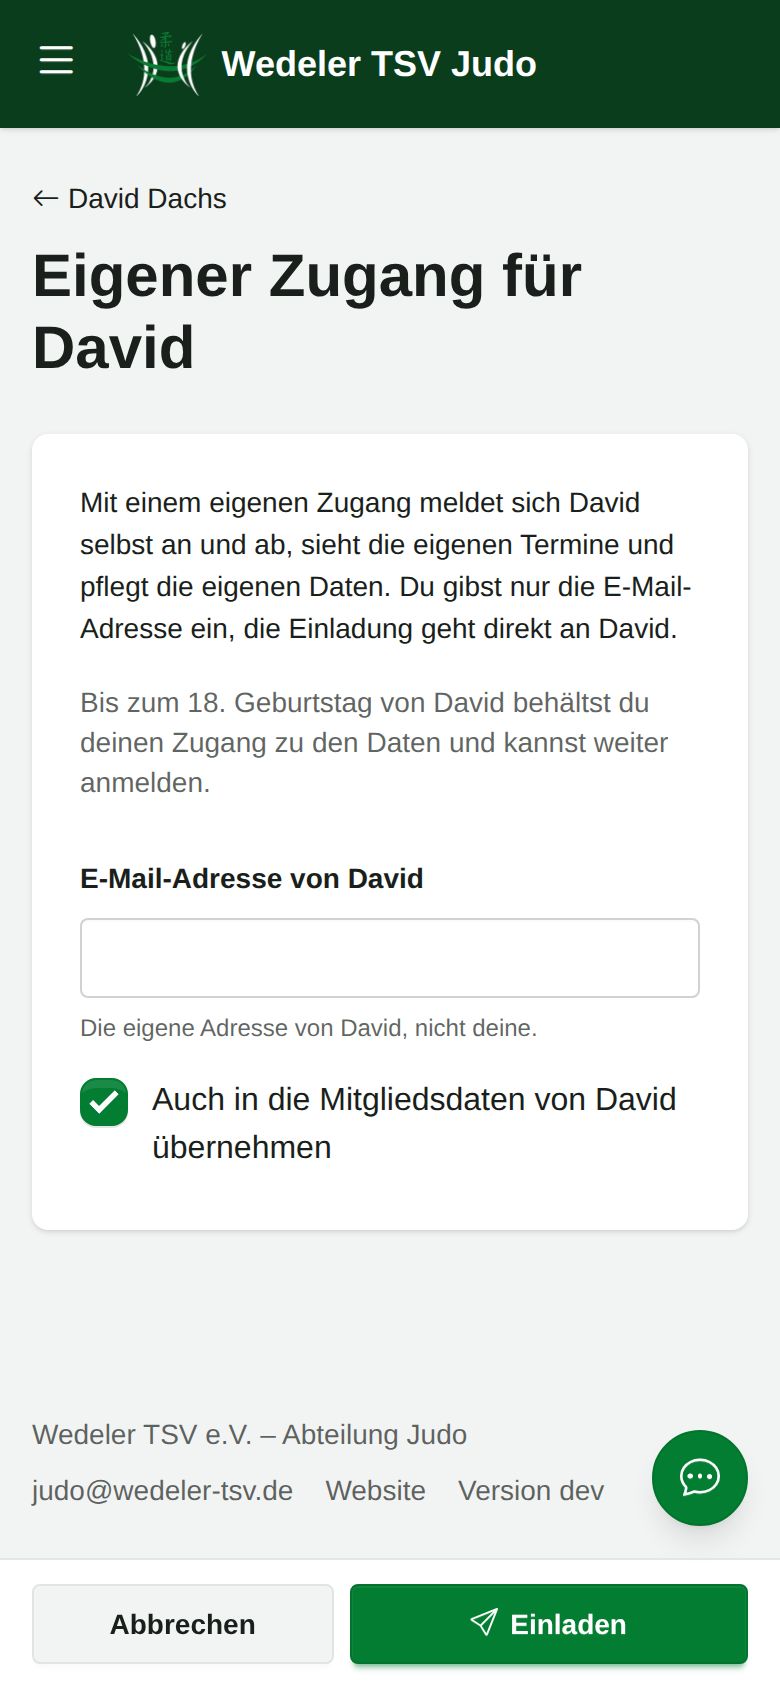 Wedeler TSV Judo
David Dachs
Eigener Zugang für
David
Mit einem eigenen Zugang meldet sich David
selbst an und ab, sieht die eigenen Termine und
pflegt die eigenen Daten. Du gibst nur die E-Mail-
Adresse ein, die Einladung geht direkt an David.
Bis zum 18. Geburtstag von David behältst du
deinen Zugang zu den Daten und kannst weiter
anmelden.
E-Mail-Adresse von David
Die eigene Adresse von David, nicht deine.
Auch in die Mitgliedsdaten von David
übernehmen
Wedeler TSV e.V. – Abteilung Judo
judo@wedeler-tsv.de Website Version dev
Abbrechen Einladen